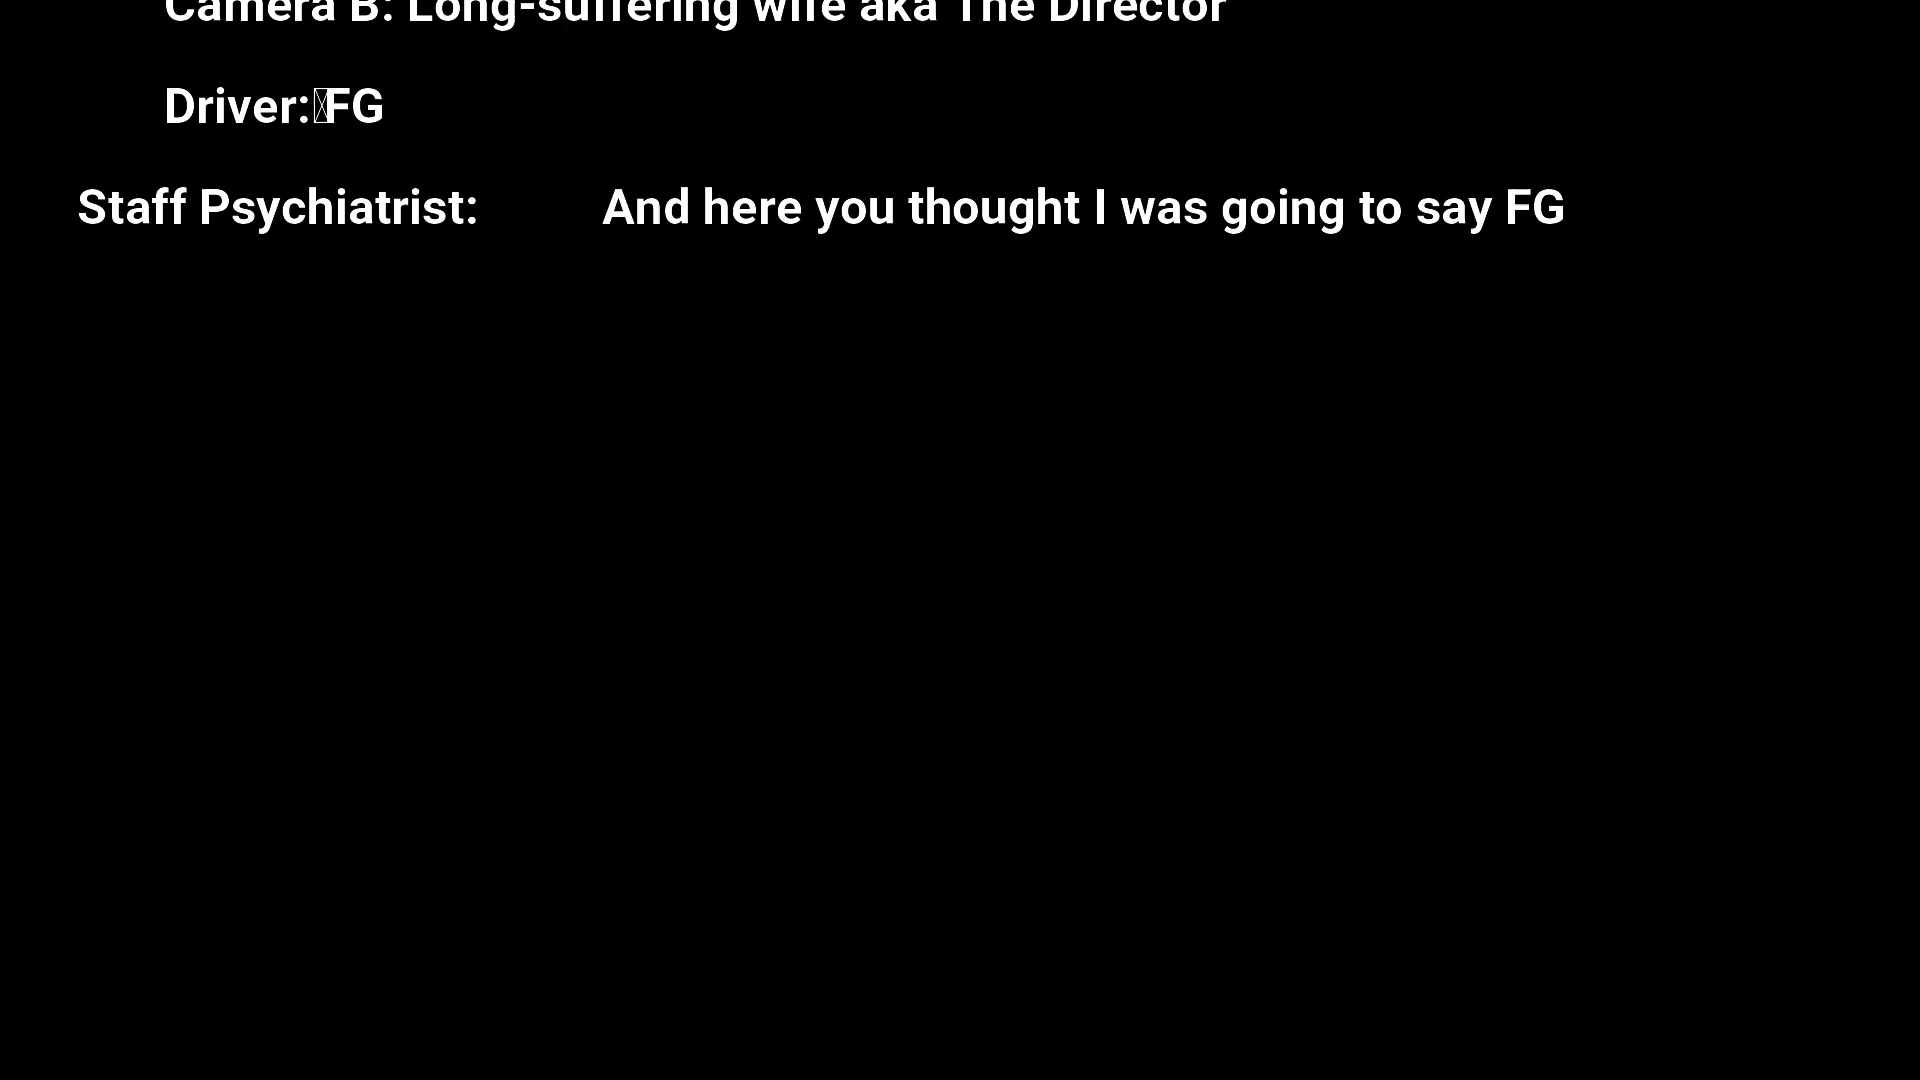 Camera B: Long-suffering wife aka The Director
Driver: FG
Staff Psychiatrist: And here you thought I was going to say FG